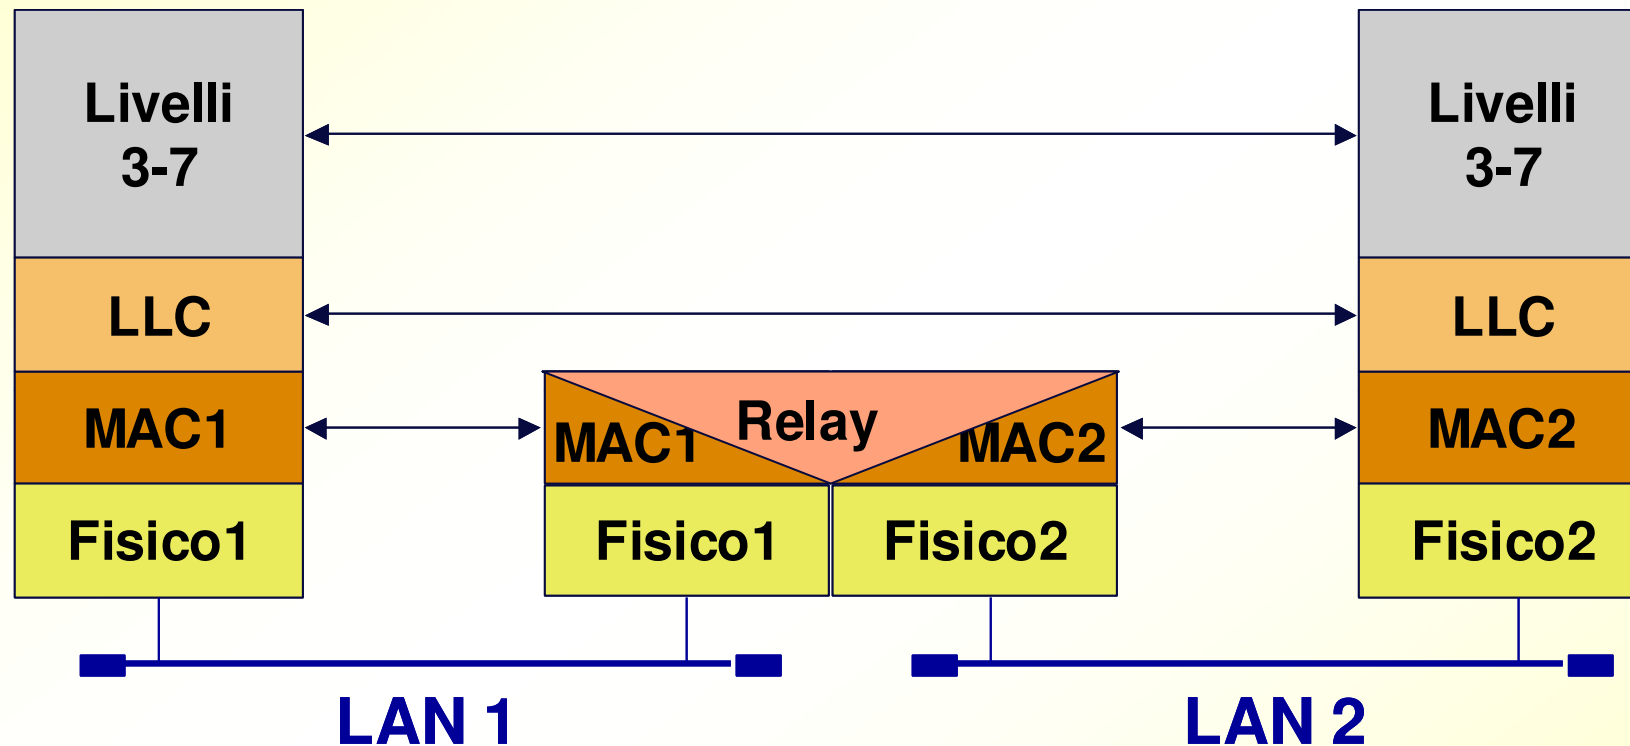 Livelli
3-7
Livelli
3-7
LLC
LLC
MAC1
MAC1
Relay
MAC2
MAC2
Fisico1
Fisico1
Fisico2
Fisico2
LAN 1
LAN 2